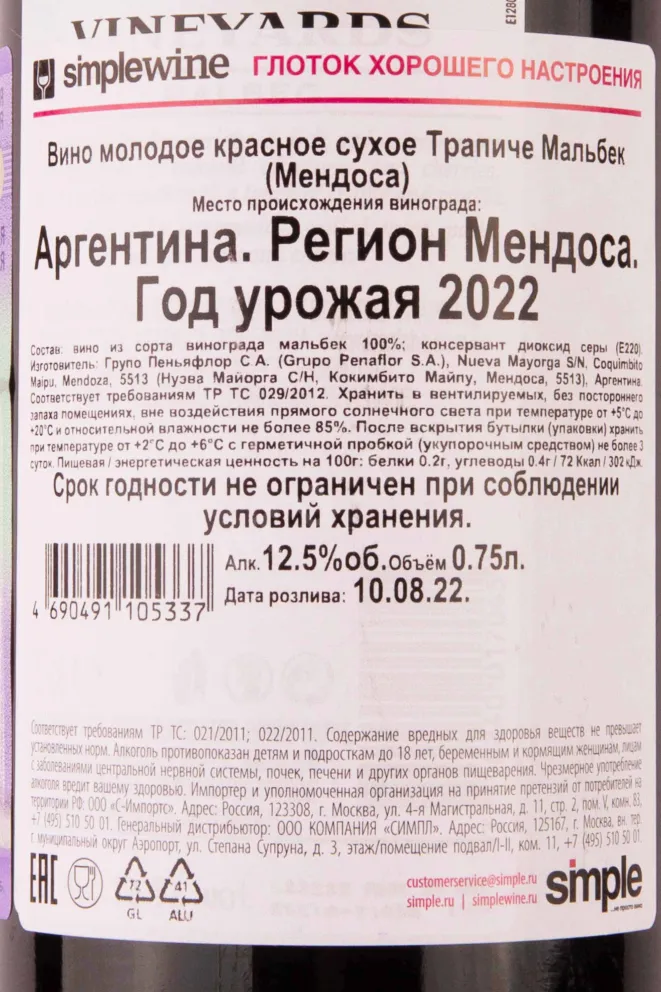 VINEYARDS
simplewine ГЛОТОК ХОРОШЕГО НАСТРОЕНИЯ
Вино молодое красное сухое Трапиче Мальбек
(Мендоса)
Место происхождения винограда:
Аргентина. Регион Мендоса.
Год урожая 2022
Состав: вино из сорта винограда мальбек 100%; консервант диоксид серы (E220).
Изготовитель: Групо Пеньяфлор С.А. (Grupo Penaflor S.A.), Nueva Mayorga S/N, Coquimbito
Maipu, Mendoza, 5513 (Нуэва Майорга С/Н, Кокимбито Майпу, Мендоса, 5513), Аргентина.
Соответствует требованиям ТР ТС 029/2012. Хранить в вентилируемых, без постороннего
запаха помещениях, вне воздействия прямого солнечного света при температуре от +5°С до
+20°С и относительной влажности не более 85%. После вскрытия бутылки (упаковки) хранить
при температуре от +2°С до +6°С с герметичной пробкой (укупорочным средством) не более 3
суток. Пищевая / энергетическая ценность на 100г: белки 0.2г, углеводы 0.4г / 72 Ккал / 302 кДж.
Срок годности не ограничен при соблюдении
условий хранения.
Алк. 12.5%об. Объём 0.75л.
Дата розлива: 10.08.22.
4 690491 105337
Соответствует требованиям ТР ТС: 021/2011; 022/2011. Содержание вредных для здоровья веществ не превышает
установленных норм. Алкоголь противопоказан детям и подросткам до 18 лет, беременным и кормящим женщинам, лицам
с заболеваниями центральной нервной системы, почек, печени и других органов пищеварения. Чрезмерное употребление
алкоголя вредит вашему здоровью. Импортер и уполномоченная организация на принятие претензий от потребителей на
территории РФ: ООО «С-Импортс». Адрес: Россия, 123308, г. Москва, ул. 4-я Магистральная, д. 11, стр. 2, пом. V, комн. 83,
+7 (495) 510 50 01. Генеральный дистрибьютор: ООО КОМПАНИЯ «СИМПЛ». Адрес: Россия, 125167, г. Москва, вн. тер.
г. муниципальный округ Аэропорт, ул. Степана Супруна, д. 3, этаж/помещение подвал/I-II, ком. 11, +7 (495) 510 50 01.
EAC
72
GL
41
ALU
customerservice@simple.ru
simple.ru | simplewine.ru
simple
...не просто вино